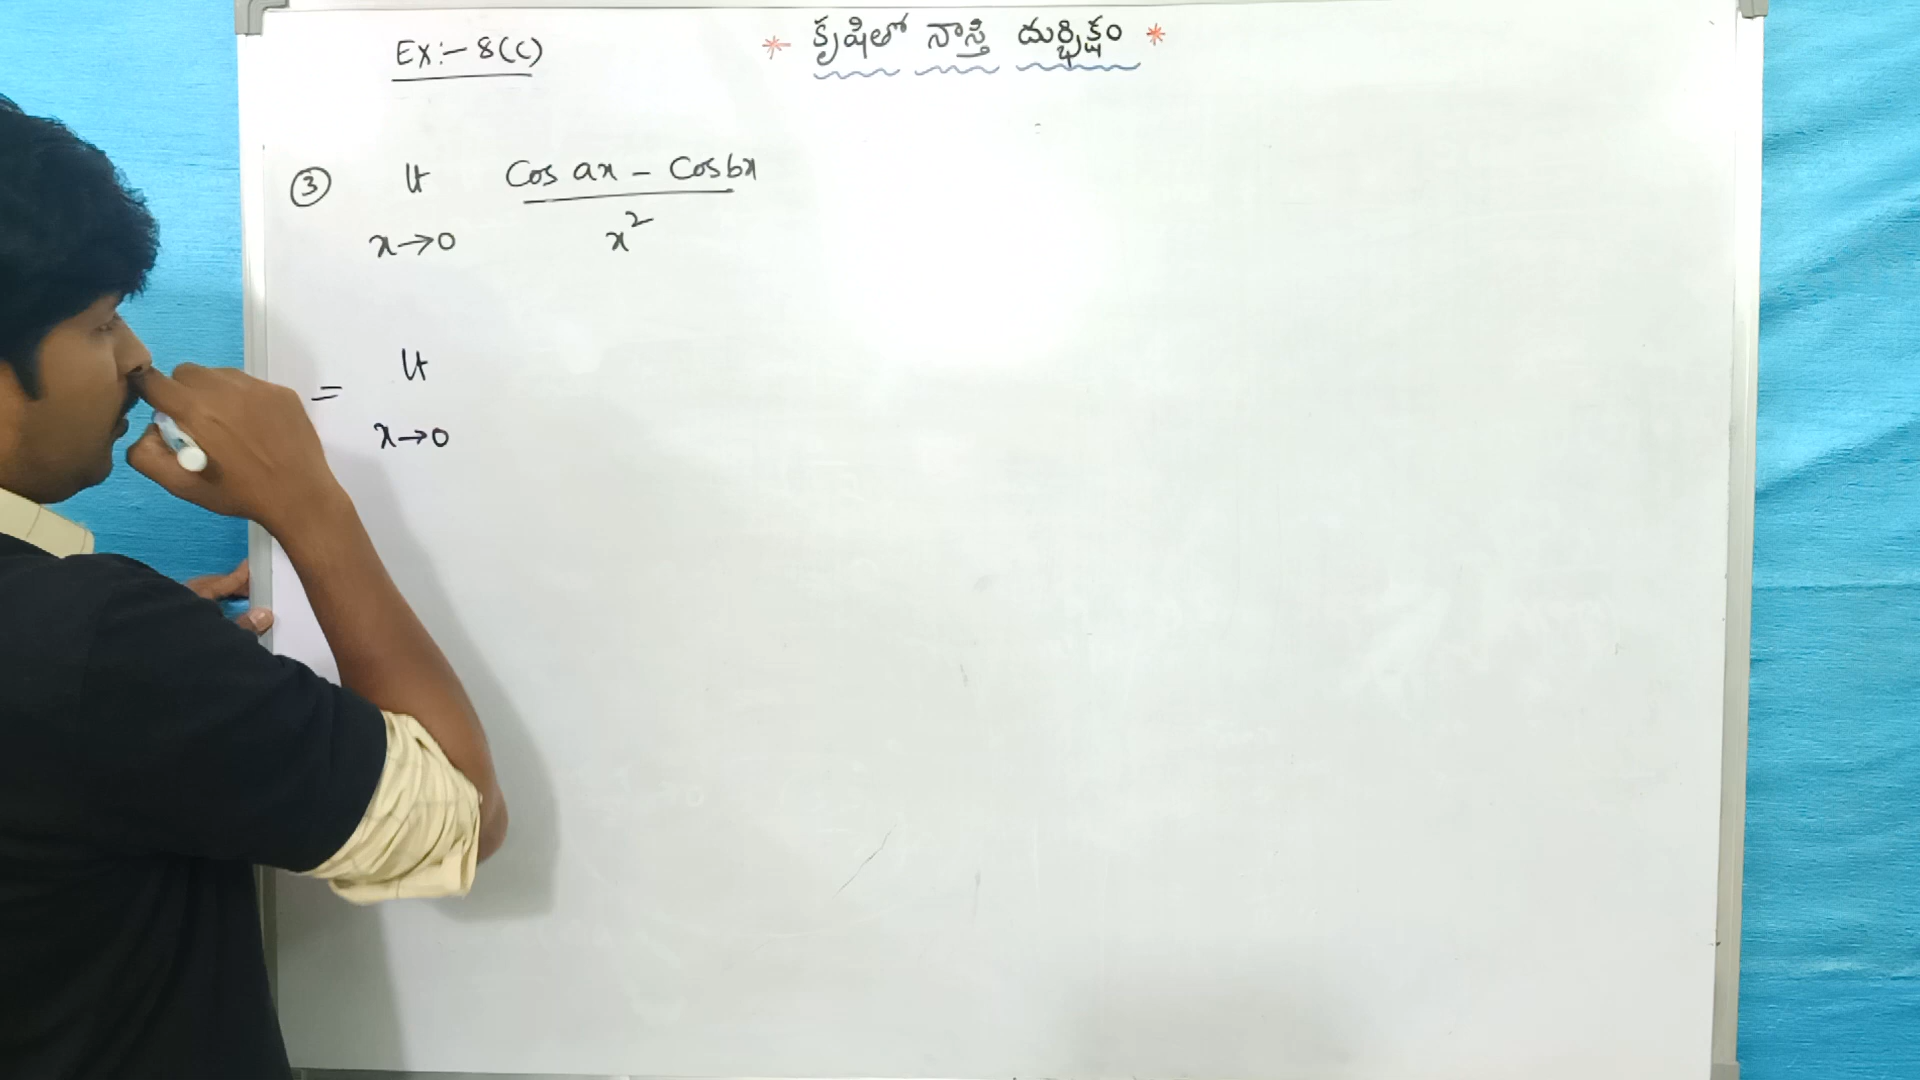 Ex:- 8(c)
* కృషితో నాస్తి దుర్భిక్షం *
③ Lt Cos ax - Cos bx
x→0 x²
= Lt
x→0